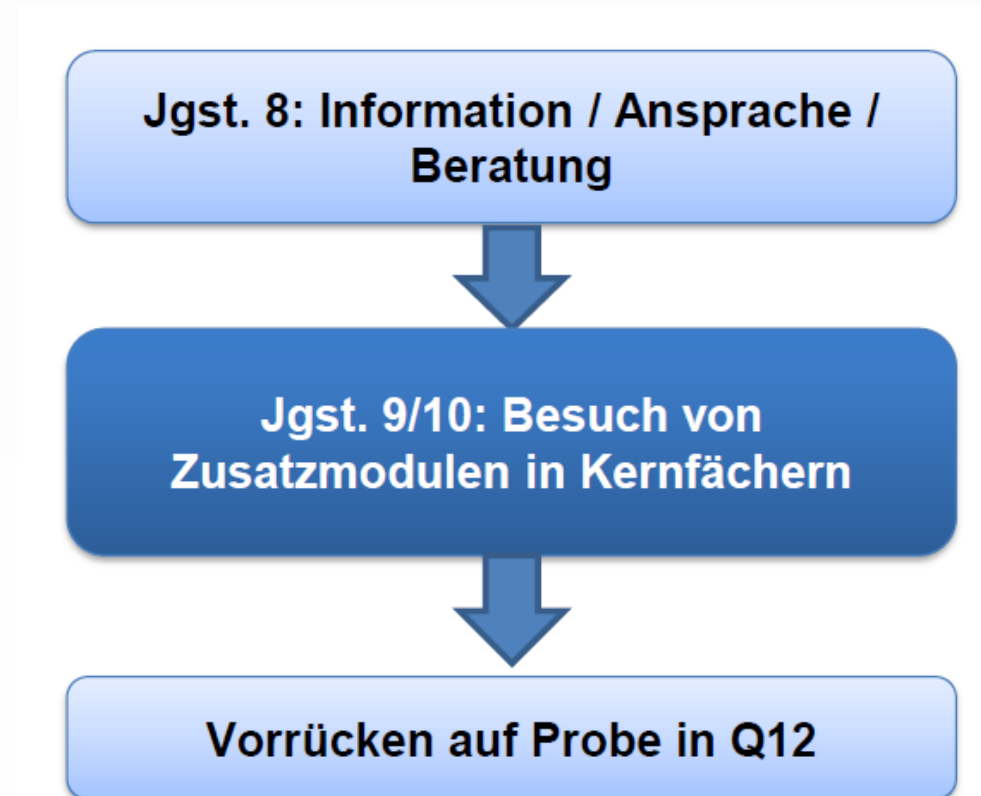 Jgst. 8: Information / Ansprache /
Beratung
Jgst. 9/10: Besuch von
Zusatzmodulen in Kernfächern
Vorrücken auf Probe in Q12